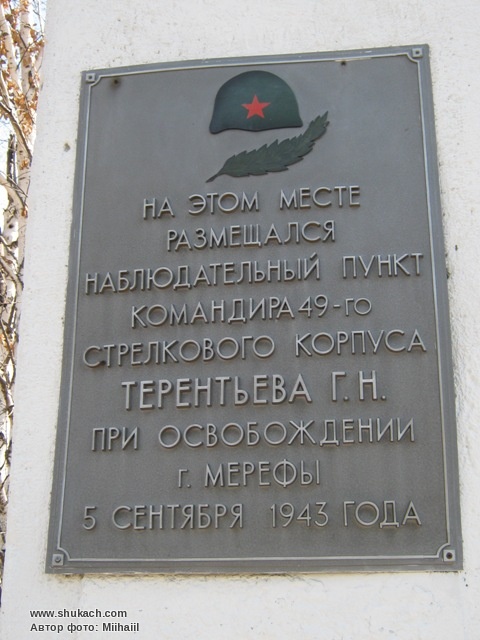 НА ЭТОМ МЕСТЕ
РАЗМЕЩАЛСЯ
НАБЛЮДАТЕЛЬНЫЙ ПУНКТ
КОМАНДИРА 49-го
СТРЕЛКОВОГО КОРПУСА
ТЕРЕНТЬЕВА Г.Н.
ПРИ ОСВОБОЖДЕНИИ
г. МЕРЕФЫ
5 СЕНТЯБРЯ 1943 ГОДА
www.shukach.com
Автор фото: Miihaiil